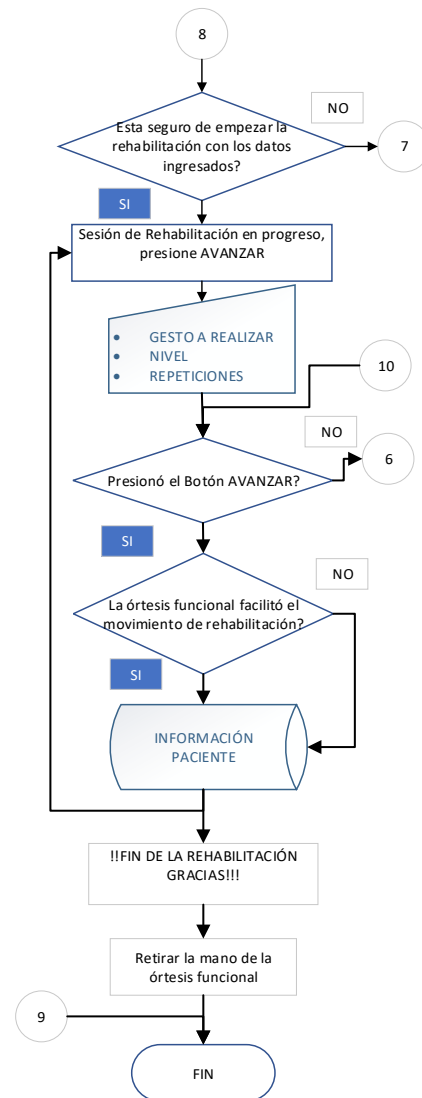 8
NO
Esta seguro de empezar la
rehabilitación con los datos
ingresados?
7
SI
Sesión de Rehabilitación en progreso,
presione AVANZAR
• GESTO A REALIZAR
• NIVEL
• REPETICIONES
10
NO
Presionó el Botón AVANZAR?
6
SI
NO
La órtesis funcional facilitó el
movimiento de rehabilitación?
SI
INFORMACIÓN
PACIENTE
!!FIN DE LA REHABILITACIÓN
GRACIAS!!!
Retirar la mano de la
órtesis funcional
9
FIN